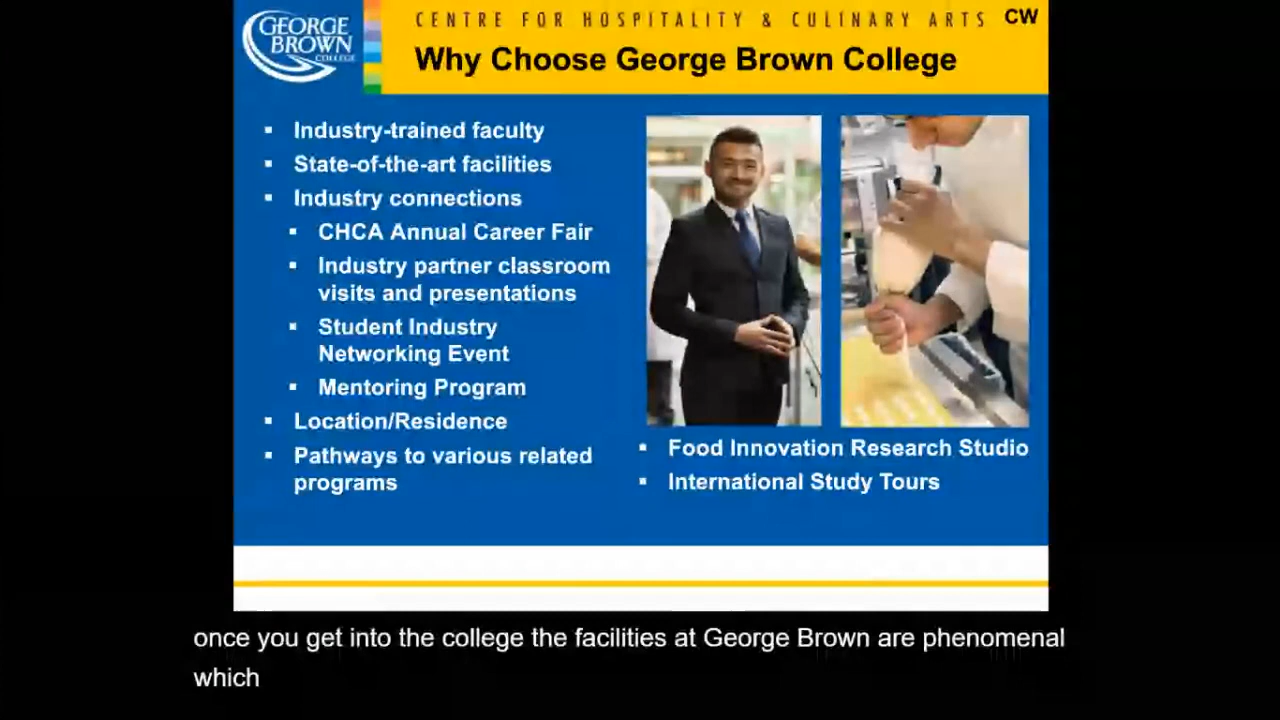 GEORGE
BROWN
COLLEGE
CENTRE FOR HOSPITALITY & CULINARY ARTS CW
Why Choose George Brown College
▪ Industry-trained faculty
▪ State-of-the-art facilities
▪ Industry connections
▪ CHCA Annual Career Fair
▪ Industry partner classroom
visits and presentations
▪ Student Industry
Networking Event
▪ Mentoring Program
▪ Location/Residence
▪ Pathways to various related
programs
▪ Food Innovation Research Studio
▪ International Study Tours
once you get into the college the facilities at George Brown are phenomenal
which